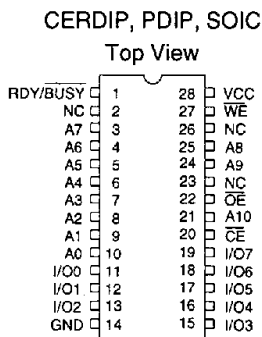 CERDIP, PDIP, SOIC
Top View
RDY/BUSY 1 28 VCC
NC 2 27 WE
A7 3 26 NC
A6 4 25 A8
A5 5 24 A9
A4 6 23 NC
A3 7 22 OE
A2 8 21 A10
A1 9 20 CE
A0 10 19 I/O7
I/O0 11 18 I/O6
I/O1 12 17 I/O5
I/O2 13 16 I/O4
GND 14 15 I/O3